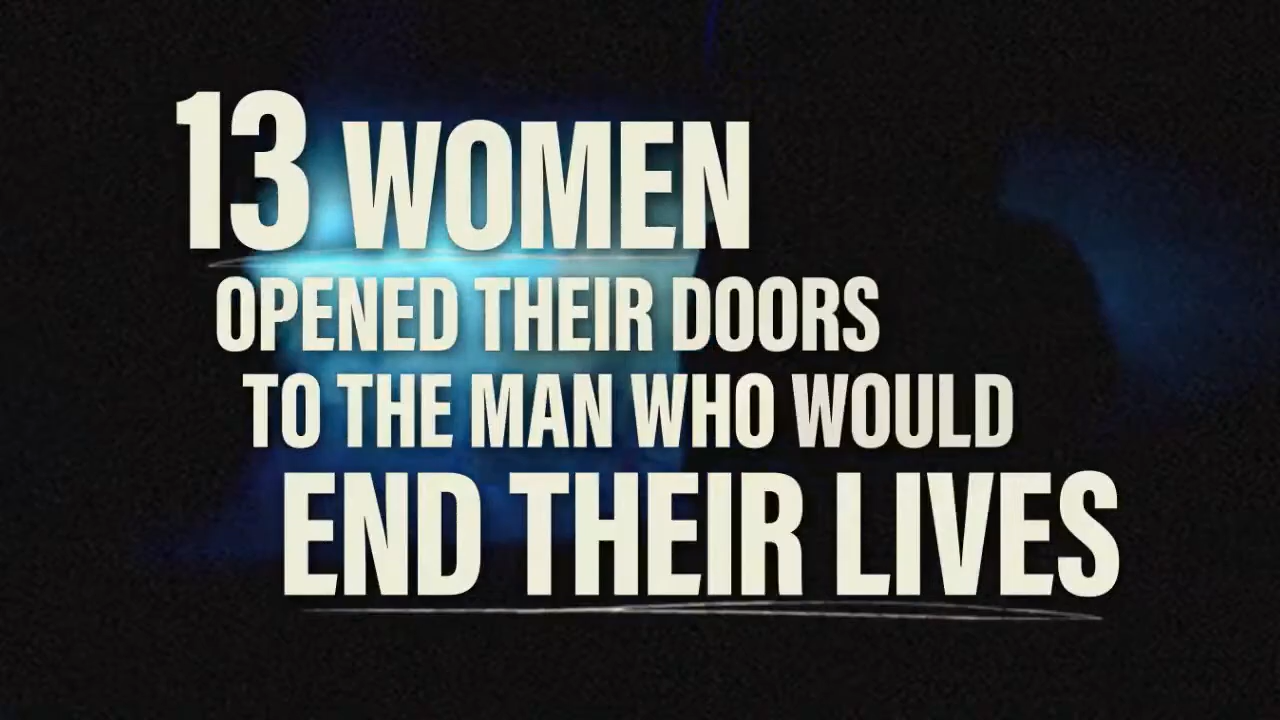 13 WOMEN
OPENED THEIR DOORS
TO THE MAN WHO WOULD
END THEIR LIVES